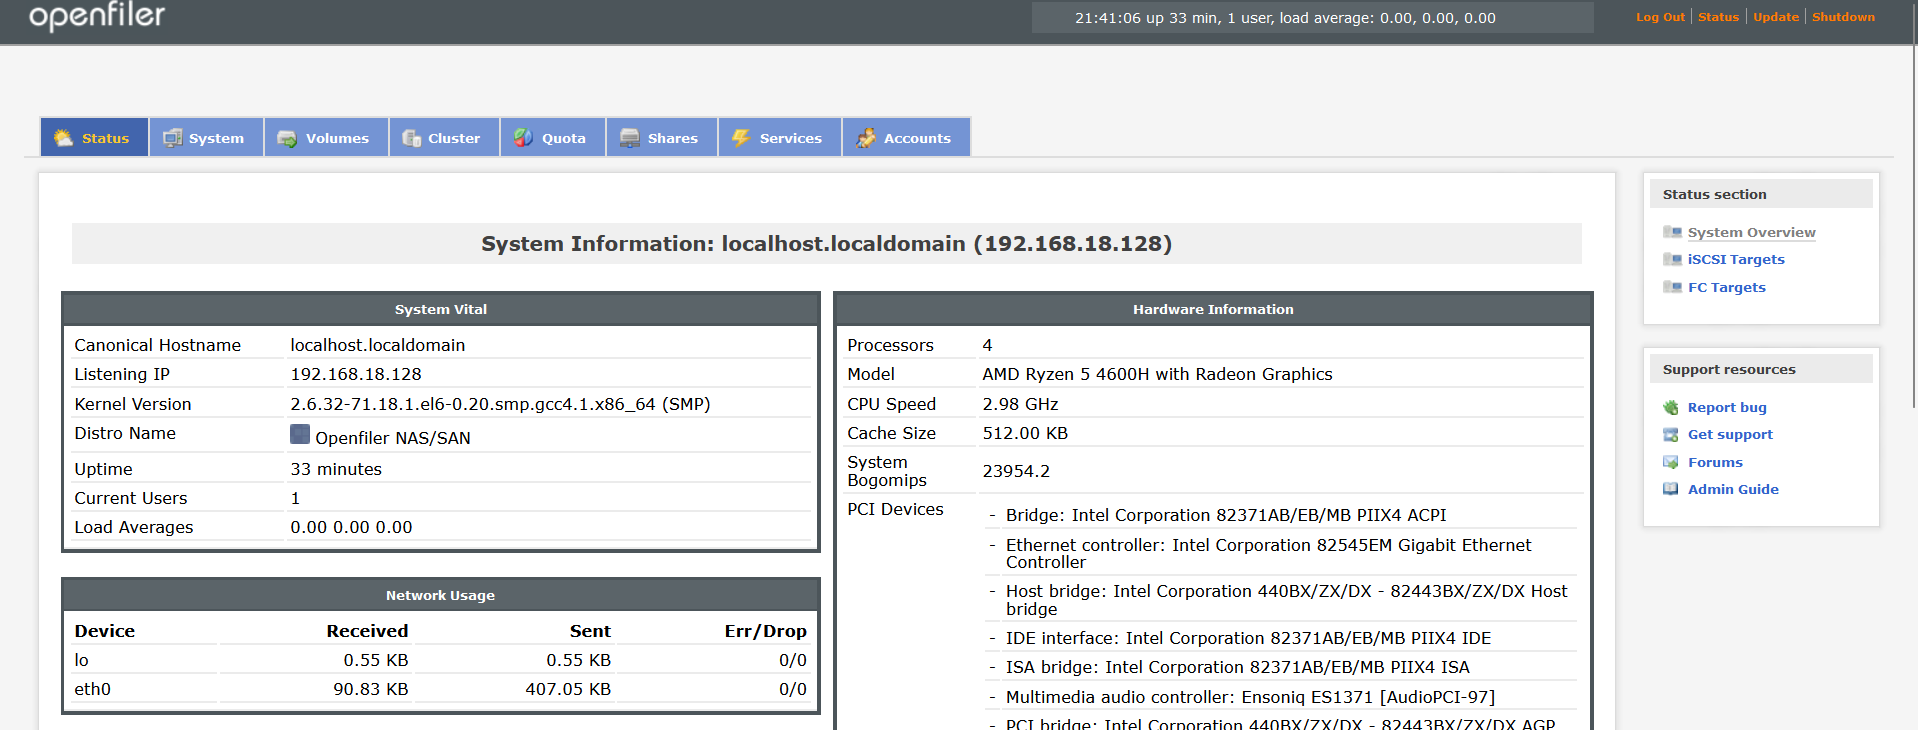 openfiler
21:41:06 up 33 min, 1 user, load average: 0.00, 0.00, 0.00
Log Out | Status | Update | Shutdown
Status System Volumes Cluster Quota Shares Services Accounts
System Information: localhost.localdomain (192.168.18.128)
System Vital
Canonical Hostname localhost.localdomain
Listening IP 192.168.18.128
Kernel Version 2.6.32-71.18.1.el6-0.20.smp.gcc4.1.x86_64 (SMP)
Distro Name Openfiler NAS/SAN
Uptime 33 minutes
Current Users 1
Load Averages 0.00 0.00 0.00
Network Usage
Device Received Sent Err/Drop
lo 0.55 KB 0.55 KB 0/0
eth0 90.83 KB 407.05 KB 0/0
Hardware Information
Processors 4
Model AMD Ryzen 5 4600H with Radeon Graphics
CPU Speed 2.98 GHz
Cache Size 512.00 KB
System
Bogomips 23954.2
PCI Devices
- Bridge: Intel Corporation 82371AB/EB/MB PIIX4 ACPI
- Ethernet controller: Intel Corporation 82545EM Gigabit Ethernet
Controller
- Host bridge: Intel Corporation 440BX/ZX/DX - 82443BX/ZX/DX Host
bridge
- IDE interface: Intel Corporation 82371AB/EB/MB PIIX4 IDE
- ISA bridge: Intel Corporation 82371AB/EB/MB PIIX4 ISA
- Multimedia audio controller: Ensoniq ES1371 [AudioPCI-97]
- PCI bridge: Intel Corporation 440BX/ZX/DX - 82443BX/ZX/DX AGP
Status section
System Overview
iSCSI Targets
FC Targets
Support resources
Report bug
Get support
Forums
Admin Guide